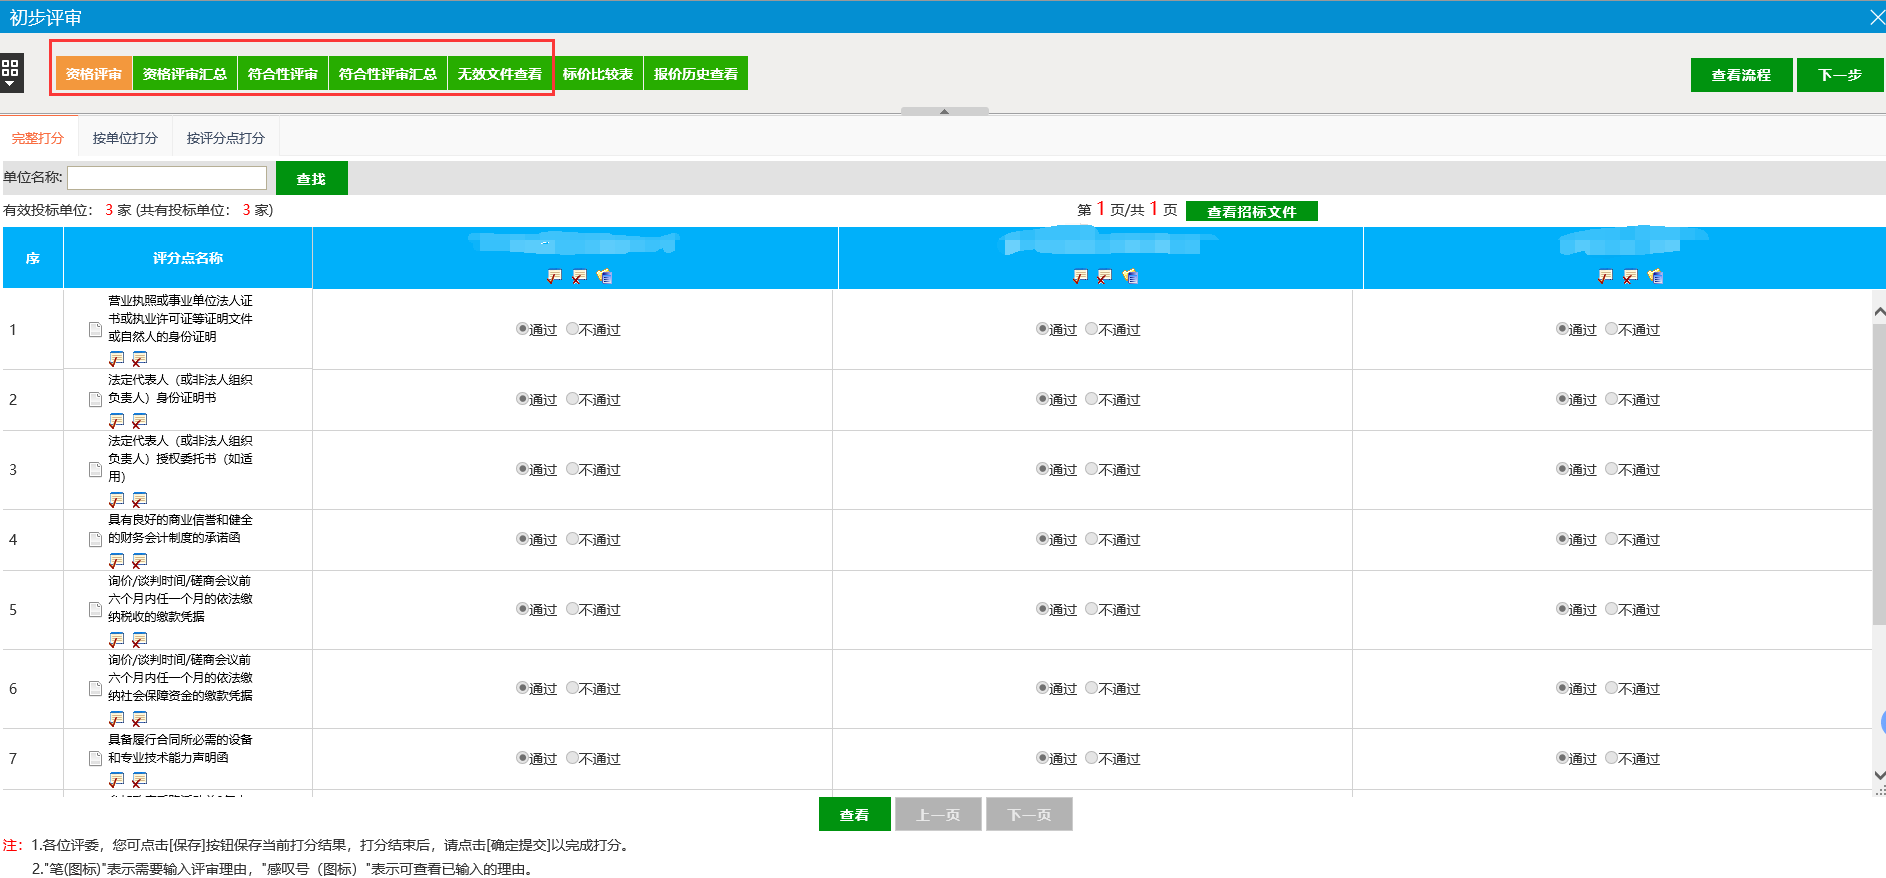 初步评审
资格评审 资格评审汇总 符合性评审 符合性评审汇总 无效文件查看 标价比较表 报价历史查看 查看流程 下一步
完整打分 按单位打分 按评分点打分
单位名称: 查找
有效投标单位： 3 家 (共有投标单位： 3 家) 第 1 页/共 1 页 查看招标文件
序 评分点名称
营业执照或事业单位法人证
书或执业许可证等证明文件
或自然人的身份证明
1 通过 不通过 通过 不通过 通过 不通过
法定代表人（或非法人组织
负责人）身份证明书
2 通过 不通过 通过 不通过 通过 不通过
法定代表人（或非法人组织
负责人）授权委托书（如适
用）
3 通过 不通过 通过 不通过 通过 不通过
具有良好的商业信誉和健全
的财务会计制度的承诺函
4 通过 不通过 通过 不通过 通过 不通过
询价/谈判时间/磋商会议前
六个月内任一个月的依法缴
纳税收的缴款凭据
5 通过 不通过 通过 不通过 通过 不通过
询价/谈判时间/磋商会议前
六个月内任一个月的依法缴
纳社会保障资金的缴款凭据
6 通过 不通过 通过 不通过 通过 不通过
具备履行合同所必需的设备
和专业技术能力声明函
7 通过 不通过 通过 不通过 通过 不通过
查看 上一页 下一页
注： 1.各位评委，您可点击[保存]按钮保存当前打分结果，打分结束后，请点击[确定提交]以完成打分。
2."笔(图标)"表示需要输入评审理由，"感叹号（图标）"表示可查看已输入的理由。